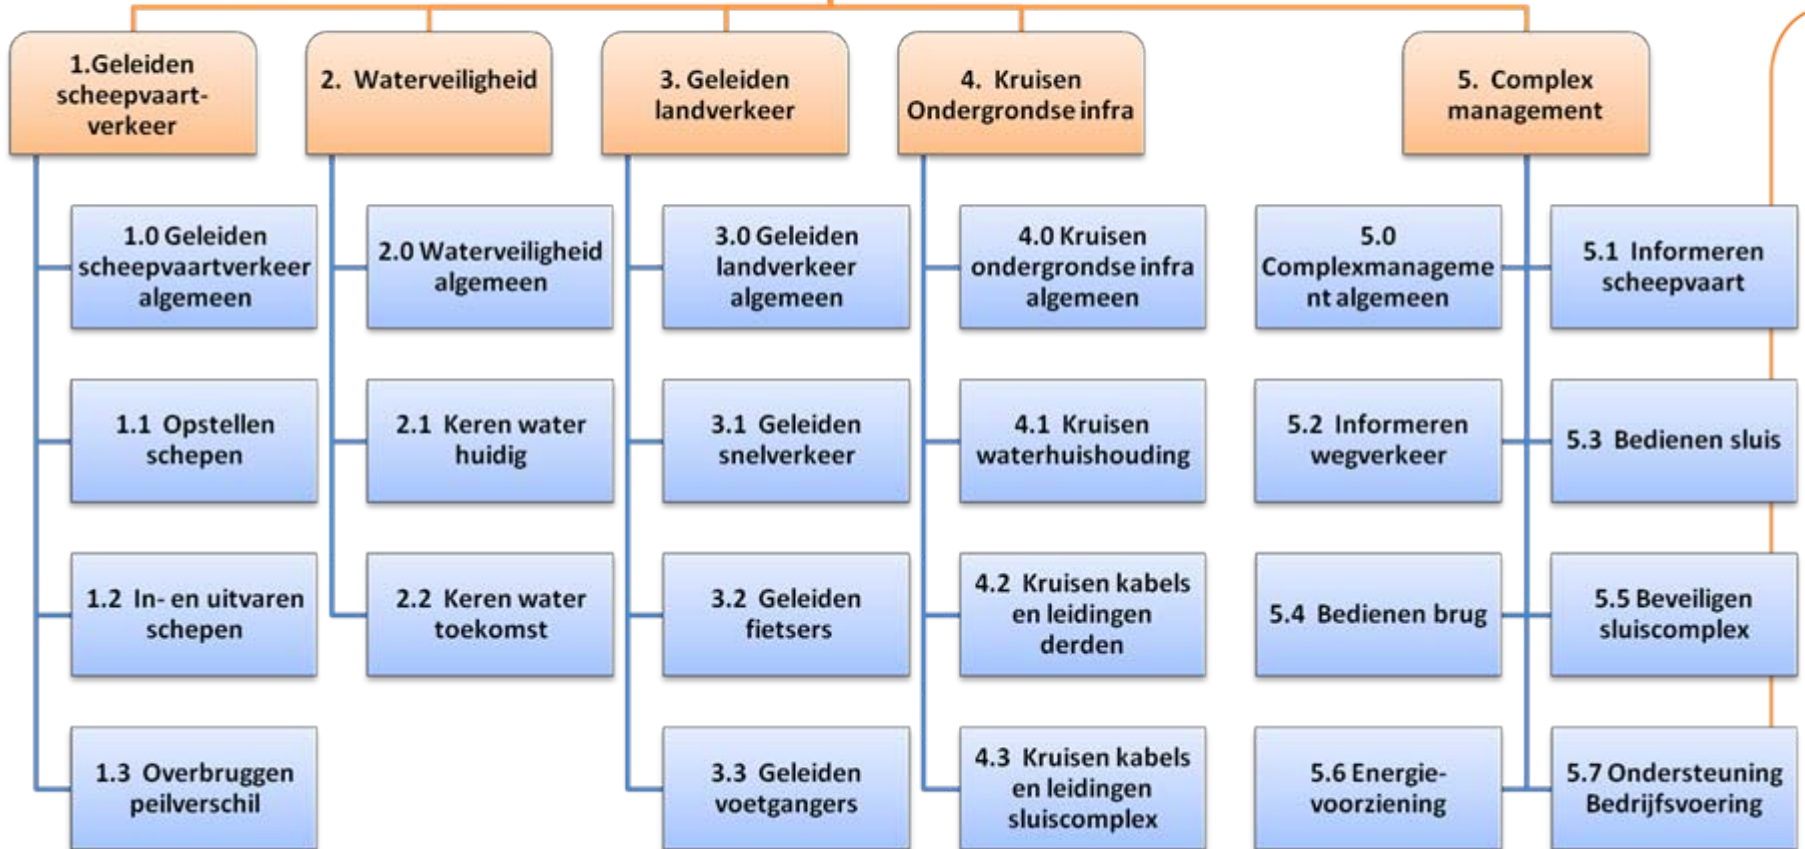 1.Geleiden
scheepvaart-
verkeer
2. Waterveiligheid
3. Geleiden
landverkeer
4. Kruisen
Ondergrondse infra
5. Complex
management
1.0 Geleiden
scheepvaartverkeer
algemeen
2.0 Waterveiligheid
algemeen
3.0 Geleiden
landverkeer
algemeen
4.0 Kruisen
ondergrondse infra
algemeen
5.0
Complexmanageme
nt algemeen
5.1 Informeren
scheepvaart
1.1 Opstellen
schepen
2.1 Keren water
huidig
3.1 Geleiden
snelverkeer
4.1 Kruisen
waterhuishouding
5.2 Informeren
wegverkeer
5.3 Bedienen sluis
1.2 In- en uitvaren
schepen
2.2 Keren water
toekomst
3.2 Geleiden
fietsers
4.2 Kruisen kabels
en leidingen
derden
5.4 Bedienen brug
5.5 Beveiligen
sluiscomplex
1.3 Overbruggen
peilverschil
3.3 Geleiden
voetgangers
4.3 Kruisen kabels
en leidingen
sluiscomplex
5.6 Energie-
voorziening
5.7 Ondersteuning
Bedrijfsvoering